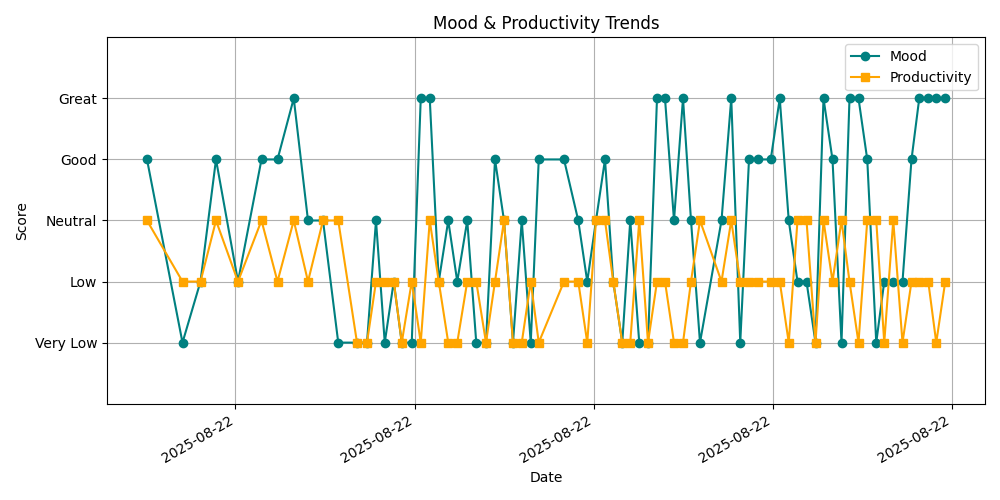 Mood & Productivity Trends
Mood
Productivity
Great
Good
Neutral
Low
Very Low
Score
2025-08-22
2025-08-22
2025-08-22
2025-08-22
2025-08-22
Date